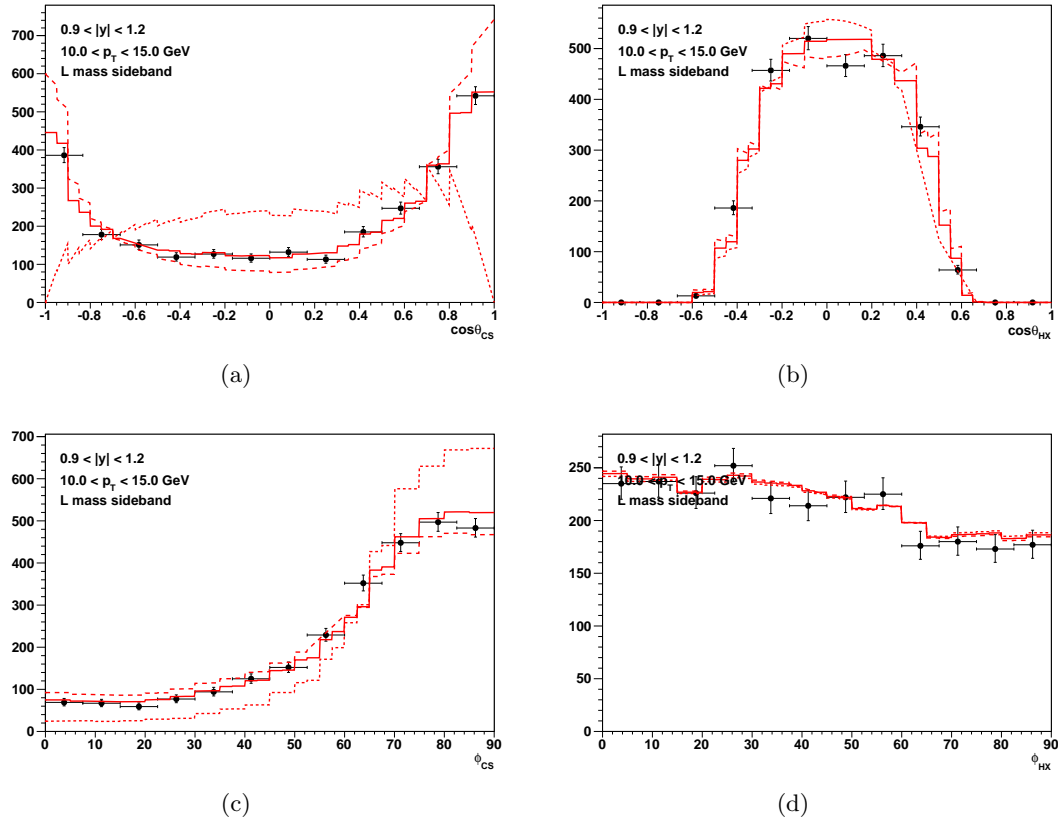 700
600
500
400
300
200
100
0
0.9 < |y| < 1.2
10.0 < p_T < 15.0 GeV
L mass sideband
-1 -0.8 -0.6 -0.4 -0.2 0 0.2 0.4 0.6 0.8 1
cosθ_CS
(a)
500
400
300
200
100
0
0.9 < |y| < 1.2
10.0 < p_T < 15.0 GeV
L mass sideband
-1 -0.8 -0.6 -0.4 -0.2 0 0.2 0.4 0.6 0.8 1
cosθ_HX
(b)
700
600
500
400
300
200
100
0
0.9 < |y| < 1.2
10.0 < p_T < 15.0 GeV
L mass sideband
0 10 20 30 40 50 60 70 80 90
ϕ_CS
(c)
250
200
150
100
50
0
0.9 < |y| < 1.2
10.0 < p_T < 15.0 GeV
L mass sideband
0 10 20 30 40 50 60 70 80 90
ϕ_HX
(d)